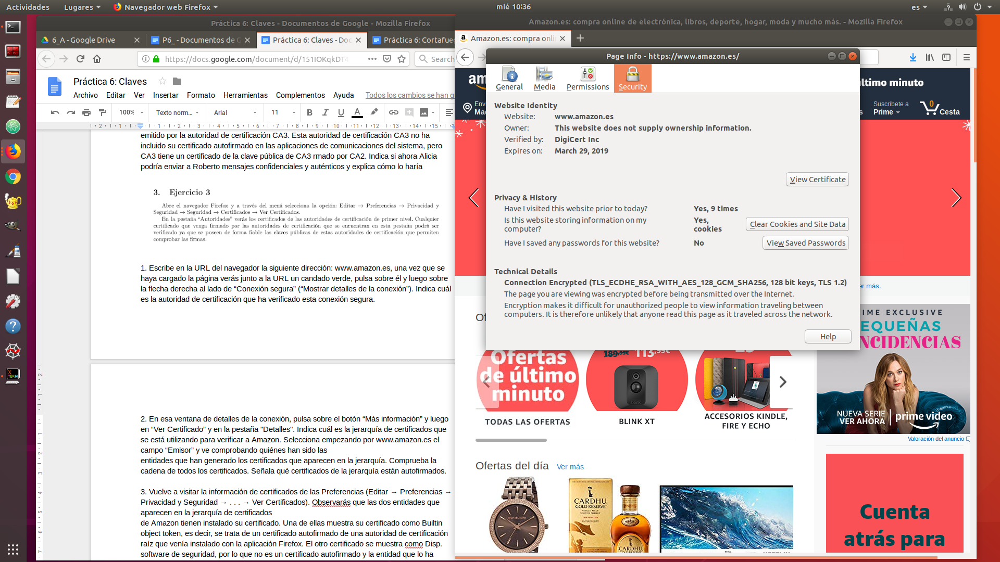 Actividades
Lugares
Navegador web Firefox
mié 10:36
es
Práctica 6: Claves - Documentos de Google - Mozilla Firefox
6_A - Google Drive
P6_ - Documentos de G
Práctica 6: Claves - Doc
Práctica 6: Cortafue
https://docs.google.com/document/d/151IOKqkDT4
Search
Práctica 6: Claves
Archivo Editar Ver Insertar Formato Herramientas Complementos Ayuda
Todos los cambios se han g
100% Texto norm... Arial 11 B I U A
2 1 1 2 3 4 5 6 7 8 9 10 11 12 13 14 15
emitido por la autoridad de certificación CA3. Esta autoridad de certificación CA3 no ha
incluido su certificado autofirmado en las aplicaciones de comunicaciones del sistema, pero
CA3 tiene un certificado de la clave pública de CA3 rmado por CA2. Indica si ahora Alicia
podría enviar a Roberto mensajes confidenciales y auténticos y explica cómo lo haría
3. Ejercicio 3
Abre el navegador Firefox y a través del menú selecciona la opción: Editar → Preferencias → Privacidad y
Seguridad → Seguridad → Certificados → Ver Certificados.
En la pestaña “Autoridades” verás los certificados de las autoridades de certificación de primer nivel. Cualquier
certificado que venga firmado por las autoridades de certificación que se encuentran en esta pestaña podrá ser
verificado ya que se poseen de forma fiable las claves públicas de estas autoridades de certificación que permiten
comprobar las firmas.
1. Escribe en la URL del navegador la siguiente dirección: www.amazon.es, una vez que se
haya cargado la página verás junto a la URL un candado verde, pulsa sobre él y luego sobre
la flecha derecha al lado de “Conexión segura” (“Mostrar detalles de la conexión”). Indica cuál
es la autoridad de certificación que ha verificado esta conexión segura.
2. En esa ventana de detalles de la conexión, pulsa sobre el botón “Más información” y luego
en “Ver Certificado” y en la pestaña "Detalles". Indica cuál es la jerarquía de certificados que
se está utilizando para verificar a Amazon. Selecciona empezando por www.amazon.es el
campo “Emisor” y ve comprobando quiénes han sido las
entidades que han generado los certificados que aparecen en la jerarquía. Comprueba la
cadena de todos los certificados. Señala qué certificados de la jerarquía están autofirmados.
3. Vuelve a visitar la información de certificados de las Preferencias (Editar → Preferencias →
Privacidad y Seguridad → . . . → Ver Certificados). Observarás que las dos entidades que
aparecen en la jerarquía de certificados
de Amazon tienen instalado su certificado. Una de ellas muestra su certificado como Builtin
object token, es decir, se trata de un certificado autofirmado de una autoridad de certificación
raíz que venía instalado con la aplicación Firefox. El otro certificado se muestra como Disp.
software de seguridad, por lo que no es un certificado autofirmado y la entidad que lo ha
Amazon.es: compra online de electrónica, libros, deporte, hogar, moda y mucho más. - Mozilla Firefox
Amazon.es: compra onli
am
último minuto
Env
Ma
s
Suscríbete a
Prime
0
Cesta
Page Info - https://www.amazon.es/
General Media Permissions Security
Website Identity
Website: www.amazon.es
Owner: This website does not supply ownership information.
Verified by: DigiCert Inc
Expires on: March 29, 2019
View Certificate
Privacy & History
Have I visited this website prior to today? Yes, 9 times
Is this website storing information on my computer? Yes, cookies
Clear Cookies and Site Data
Have I saved any passwords for this website? No
View Saved Passwords
Technical Details
Connection Encrypted (TLS_ECDHE_RSA_WITH_AES_128_GCM_SHA256, 128 bit keys, TLS 1.2)
The page you are viewing was encrypted before being transmitted over the Internet.
Encryption makes it difficult for unauthorized people to view information traveling between
computers. It is therefore unlikely that anyone read this page as it traveled across the network.
Help
er más.
Of
Ofertas
de último
minuto
TODAS LAS OFERTAS
189,99€ 113,99€
blink
BLINK XT
ACCESORIOS KINDLE,
FIRE Y ECHO
IME EXCLUSIVE
EQUEÑAS
NCIDENCIAS
NUEVA SERIE
VER AHORA
prime video
Valoración del anuncio
Ofertas del día Ver más
MICHAEL KORS
CARDHU
GOLD RESERVE
CARDHU
GOLD RESERVE
Cuenta
atrás para